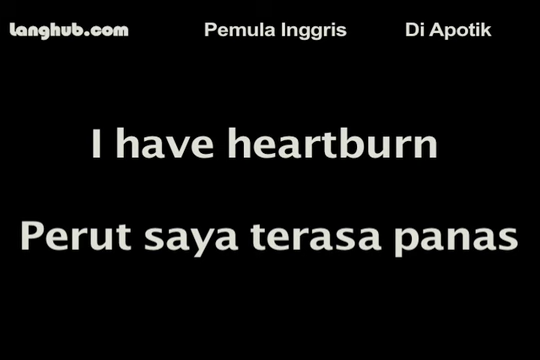 Langhub.com Pemula Inggris Di Apotik
I have heartburn
Perut saya terasa panas